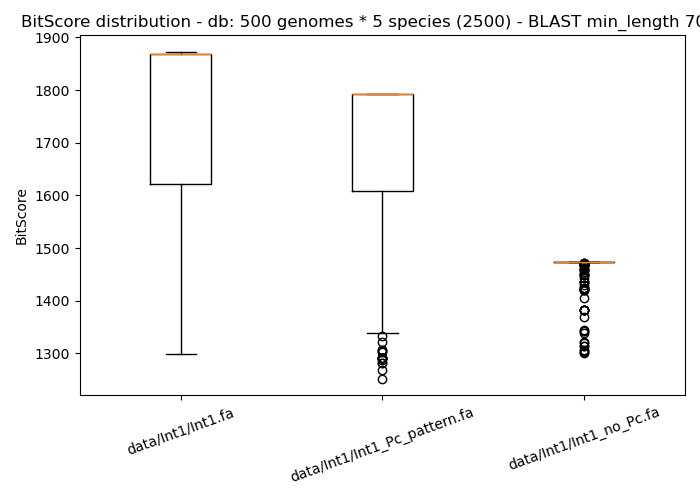 BitScore distribution - db: 500 genomes * 5 species (2500) - BLAST min_length 70
1900
1800
1700
1600
1500
1400
1300
BitScore
data/Int1/Int1.fa
data/Int1/Int1_Pc_pattern.fa
data/Int1/Int1_no_Pc.fa